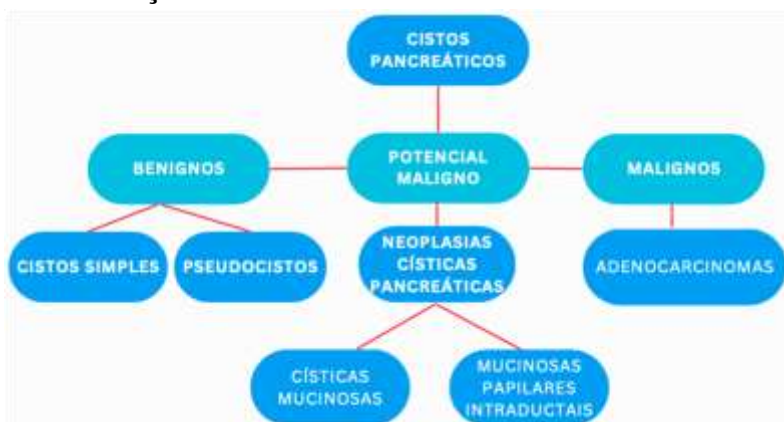 CISTOS
PANCREÁTICOS
BENIGNOS
POTENCIAL
MALIGNO
MALIGNOS
CISTOS SIMPLES
PSEUDOCISTOS
NEOPLASIAS
CÍSTICAS
PANCREÁTICAS
ADENOCARCINOMAS
CÍSTICAS
MUCINOSAS
MUCINOSAS
PAPILARES
INTRADUCTAIS